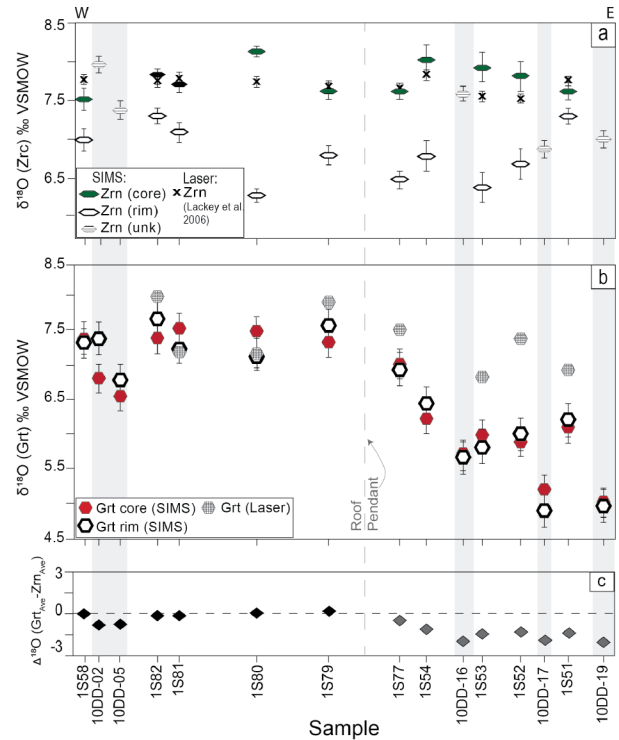 W E
8.5
a
7.5
6.5
δ¹⁸O (Zrc) ‰ VSMOW
SIMS: Laser:
Zrn (core) Zrn
Zrn (rim) (Lackey et al. 2006)
Zrn (unk)
8.5
b
7.5
6.5
5.5
4.5
δ¹⁸O (Grt) ‰ VSMOW
Roof
Pendant
Grt core (SIMS) Grt (Laser)
Grt rim (SIMS)
3
0
-3
c
Δ¹⁸O (Grt_Ave-Zrn_Ave)
1S58
10DD-02
10DD-05
1S82
1S81
1S80
1S79
1S77
1S54
10DD-16
1S53
1S52
10DD-17
1S51
10DD-19
Sample